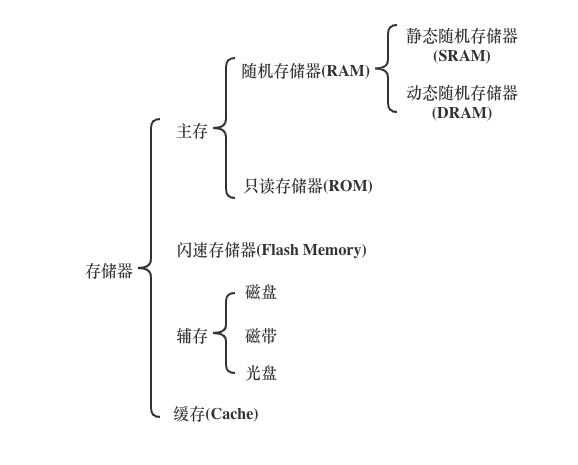 静态随机存储器
(SRAM)
随机存储器(RAM)
动态随机存储器
(DRAM)
主存
只读存储器(ROM)
闪速存储器(Flash Memory)
存储器
磁盘
辅存
磁带
光盘
缓存(Cache)